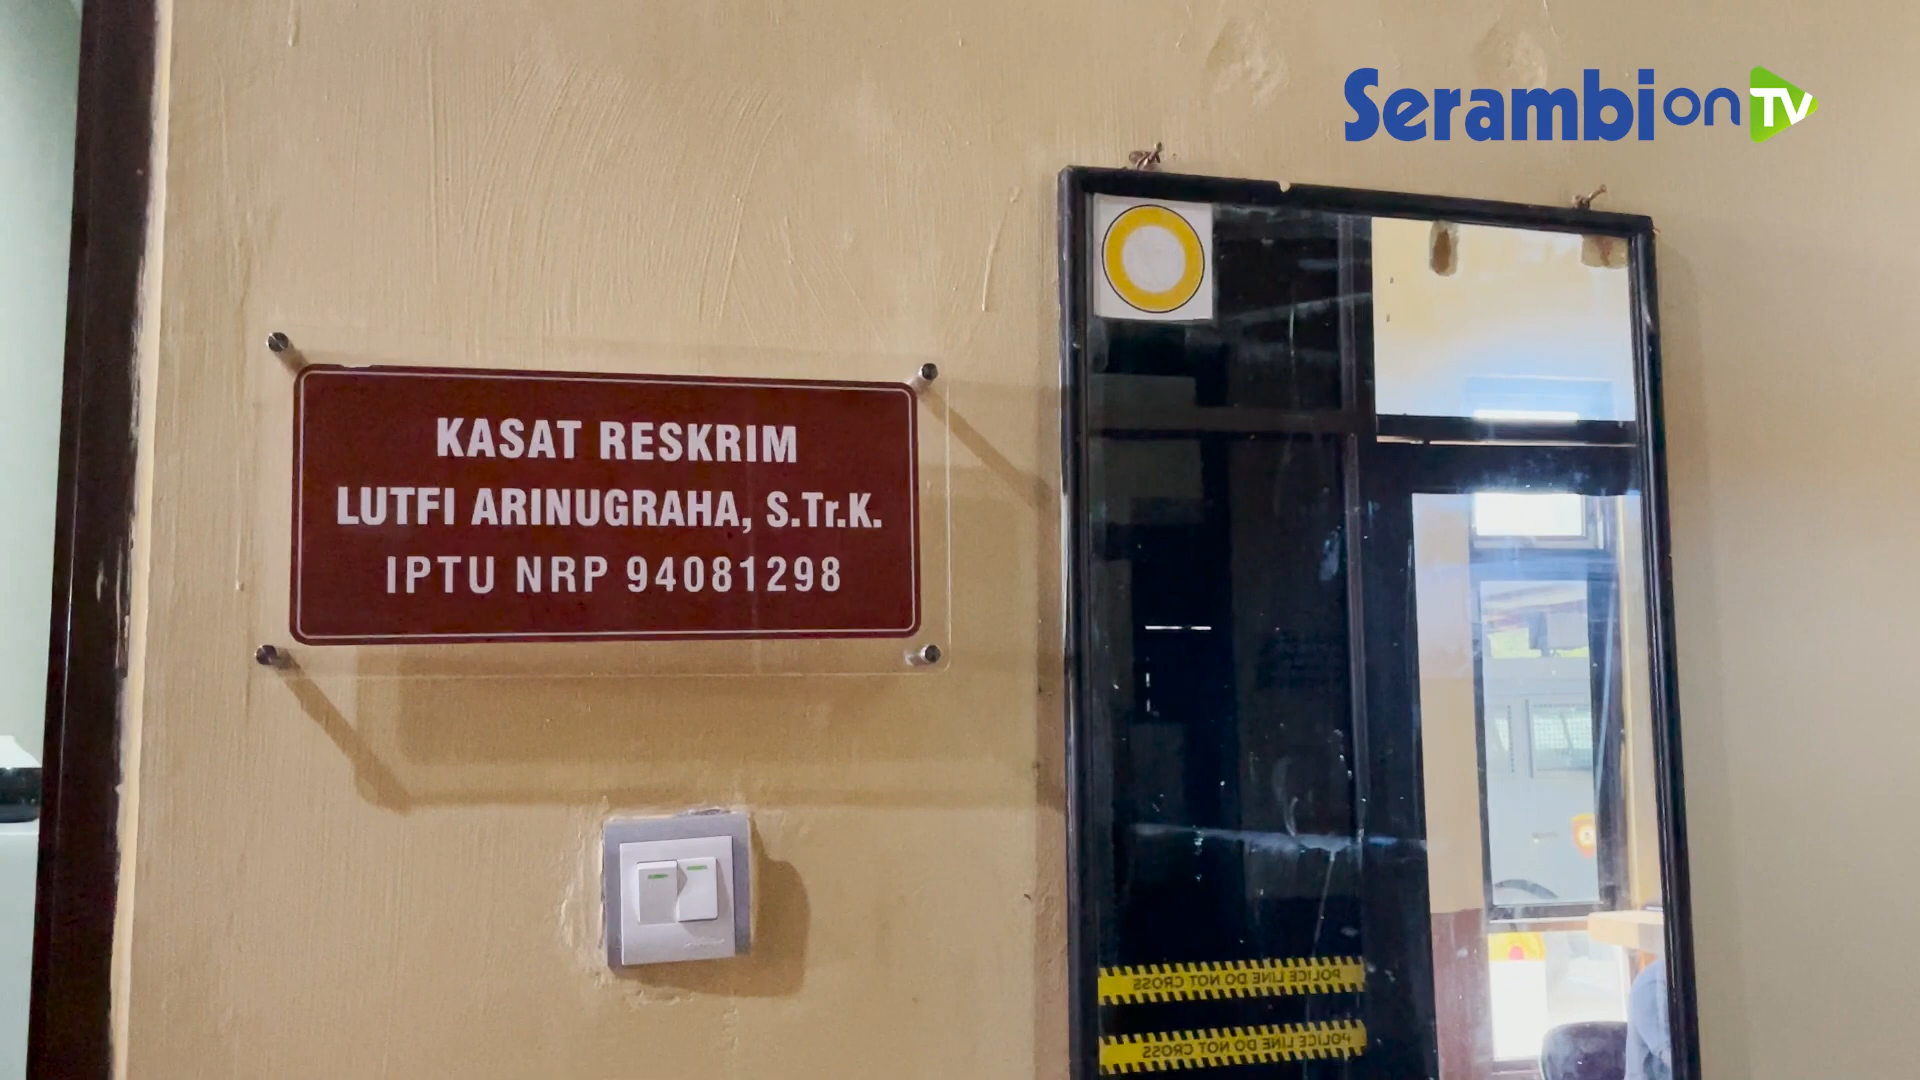 Serambi on TV
KASAT RESKRIM
LUTFI ARINUGRAHA, S.Tr.K.
IPTU NRP 94081298
POLICE LINE DO NOT CROSS
POLICE LINE DO NOT CROSS